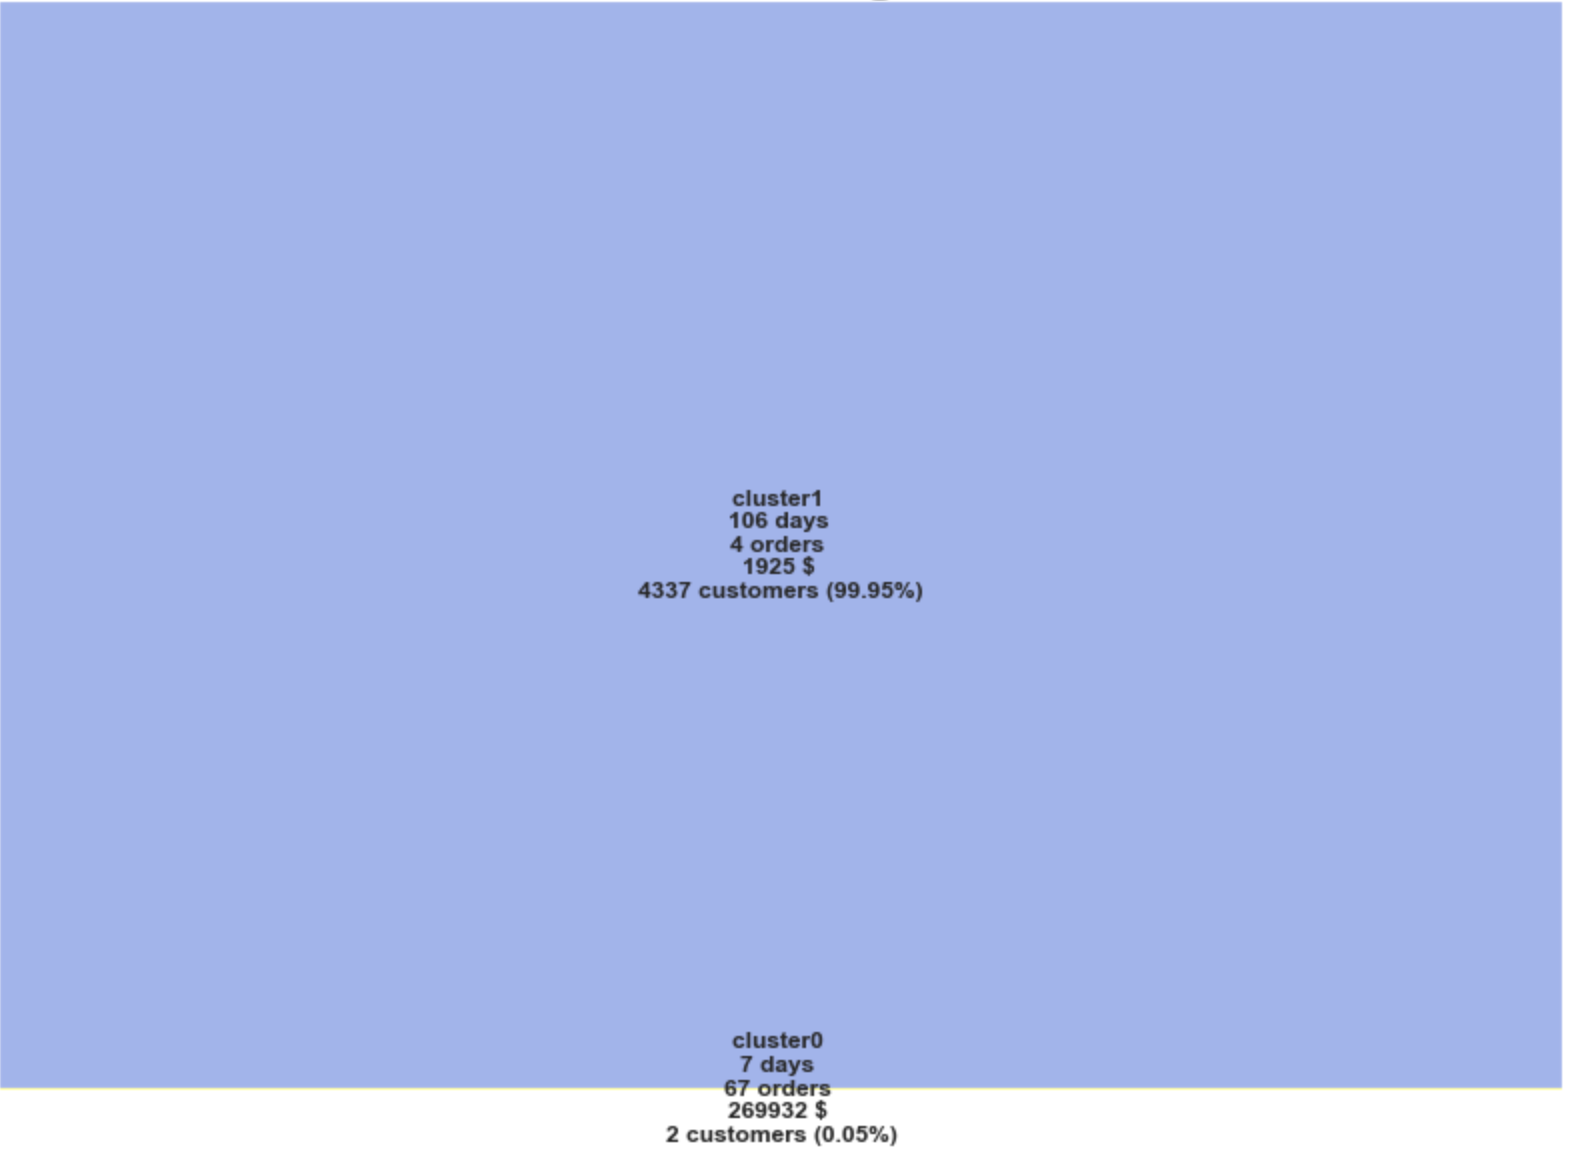 cluster1
106 days
4 orders
1925 $
4337 customers (99.95%)
cluster0
7 days
67 orders
269932 $
2 customers (0.05%)